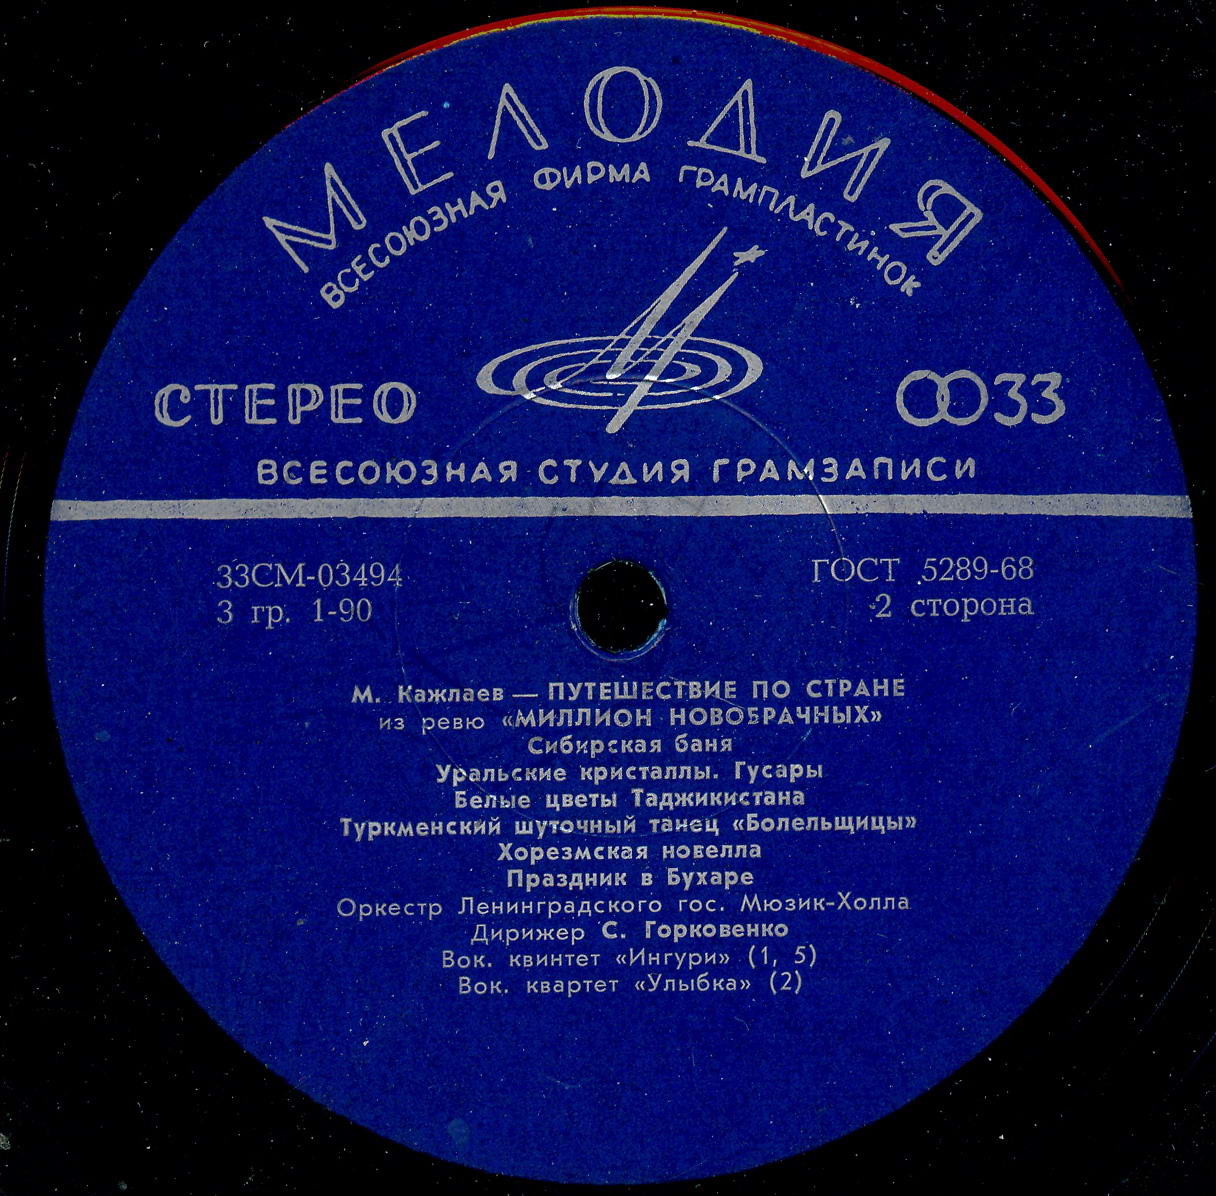 МЕЛОДИЯ
ВСЕСОЮЗНАЯ ФИРМА ГРАМПЛАСТИНОК
СТЕРЕО
33
ВСЕСОЮЗНАЯ СТУДИЯ ГРАМЗАПИСИ
33СМ-03494
ГОСТ 5289-68
3 гр. 1-90
2 сторона
М. Кажлаев — ПУТЕШЕСТВИЕ ПО СТРАНЕ
из ревю «МИЛЛИОН НОВОБРАЧНЫХ»
Сибирская баня
Уральские кристаллы. Гусары
Белые цветы Таджикистана
Туркменский шуточный танец «Болельщицы»
Хорезмская новелла
Праздник в Бухаре
Оркестр Ленинградского гос. Мюзик-Холла
Дирижер С. Горковенко
Вок. квинтет «Ингури» (1, 5)
Вок. квартет «Улыбка» (2)